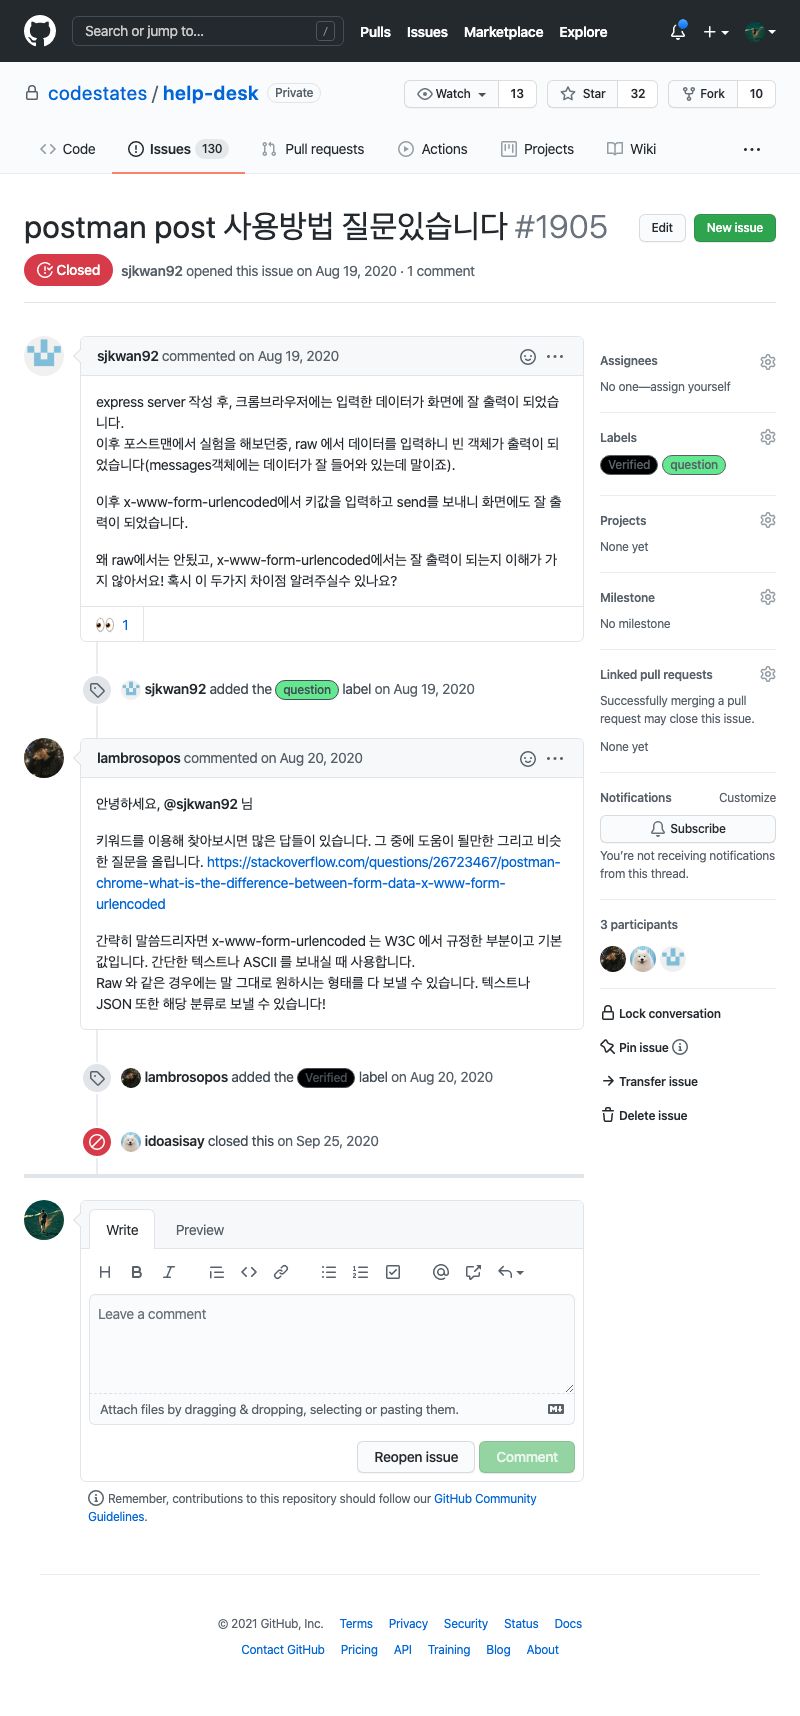 Search or jump to... /
Pulls Issues Marketplace Explore
codestates / help-desk Private
Watch 13 Star 32 Fork 10
Code Issues 130 Pull requests Actions Projects Wiki ...
postman post 사용방법 질문있습니다 #1905
Edit New issue
Closed sjkwan92 opened this issue on Aug 19, 2020 · 1 comment
sjkwan92 commented on Aug 19, 2020
express server 작성 후, 크롬브라우저에는 입력한 데이터가 화면에 잘 출력이 되었습
니다.
이후 포스트맨에서 실험을 해보던중, raw 에서 데이터를 입력하니 빈 객체가 출력이 되
었습니다(messages객체에는 데이터가 잘 들어와 있는데 말이죠).
이후 x-www-form-urlencoded에서 키값을 입력하고 send를 보내니 화면에도 잘 출
력이 되었습니다.
왜 raw에서는 안됬고, x-www-form-urlencoded에서는 잘 출력이 되는지 이해가 가
지 않아서요! 혹시 이 두가지 차이점 알려주실수 있나요?
👀 1
sjkwan92 added the question label on Aug 19, 2020
lambrosopos commented on Aug 20, 2020
안녕하세요, @sjkwan92 님
키워드를 이용해 찾아보시면 많은 답들이 있습니다. 그 중에 도움이 될만한 그리고 비슷
한 질문을 올립니다. https://stackoverflow.com/questions/26723467/postman-
chrome-what-is-the-difference-between-form-data-x-www-form-
urlencoded
간략히 말씀드리자면 x-www-form-urlencoded 는 W3C 에서 규정한 부분이고 기본
값입니다. 간단한 텍스트나 ASCII 를 보내실 때 사용합니다.
Raw 와 같은 경우에는 말 그대로 원하시는 형태를 다 보낼 수 있습니다. 텍스트나
JSON 또한 해당 분류로 보낼 수 있습니다!
lambrosopos added the Verified label on Aug 20, 2020
idoasisay closed this on Sep 25, 2020
Assignees
No one—assign yourself
Labels
Verified question
Projects
None yet
Milestone
No milestone
Linked pull requests
Successfully merging a pull
request may close this issue.
None yet
Notifications Customize
Subscribe
You're not receiving notifications
from this thread.
3 participants
Lock conversation
Pin issue
Transfer issue
Delete issue
Write Preview
Leave a comment
Attach files by dragging & dropping, selecting or pasting them.
Reopen issue Comment
Remember, contributions to this repository should follow our GitHub Community
Guidelines.
© 2021 GitHub, Inc. Terms Privacy Security Status Docs
Contact GitHub Pricing API Training Blog About